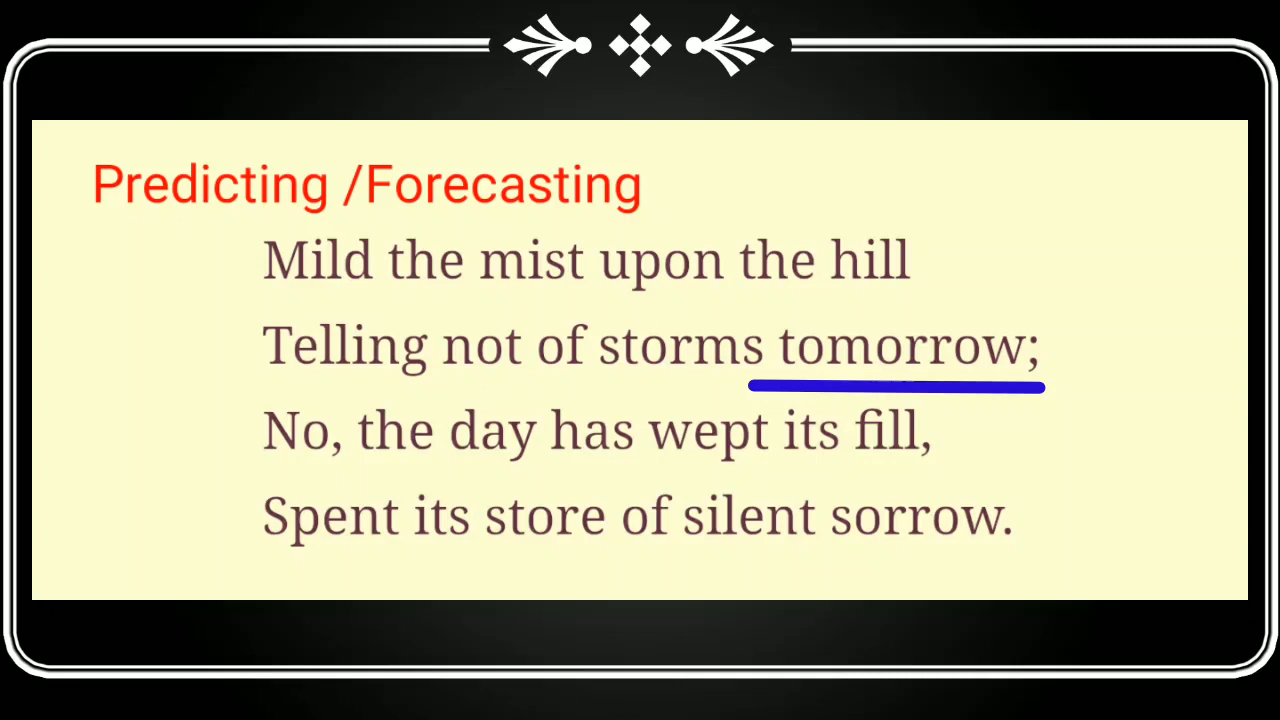 Predicting /Forecasting
Mild the mist upon the hill
Telling not of storms tomorrow;
No, the day has wept its fill,
Spent its store of silent sorrow.